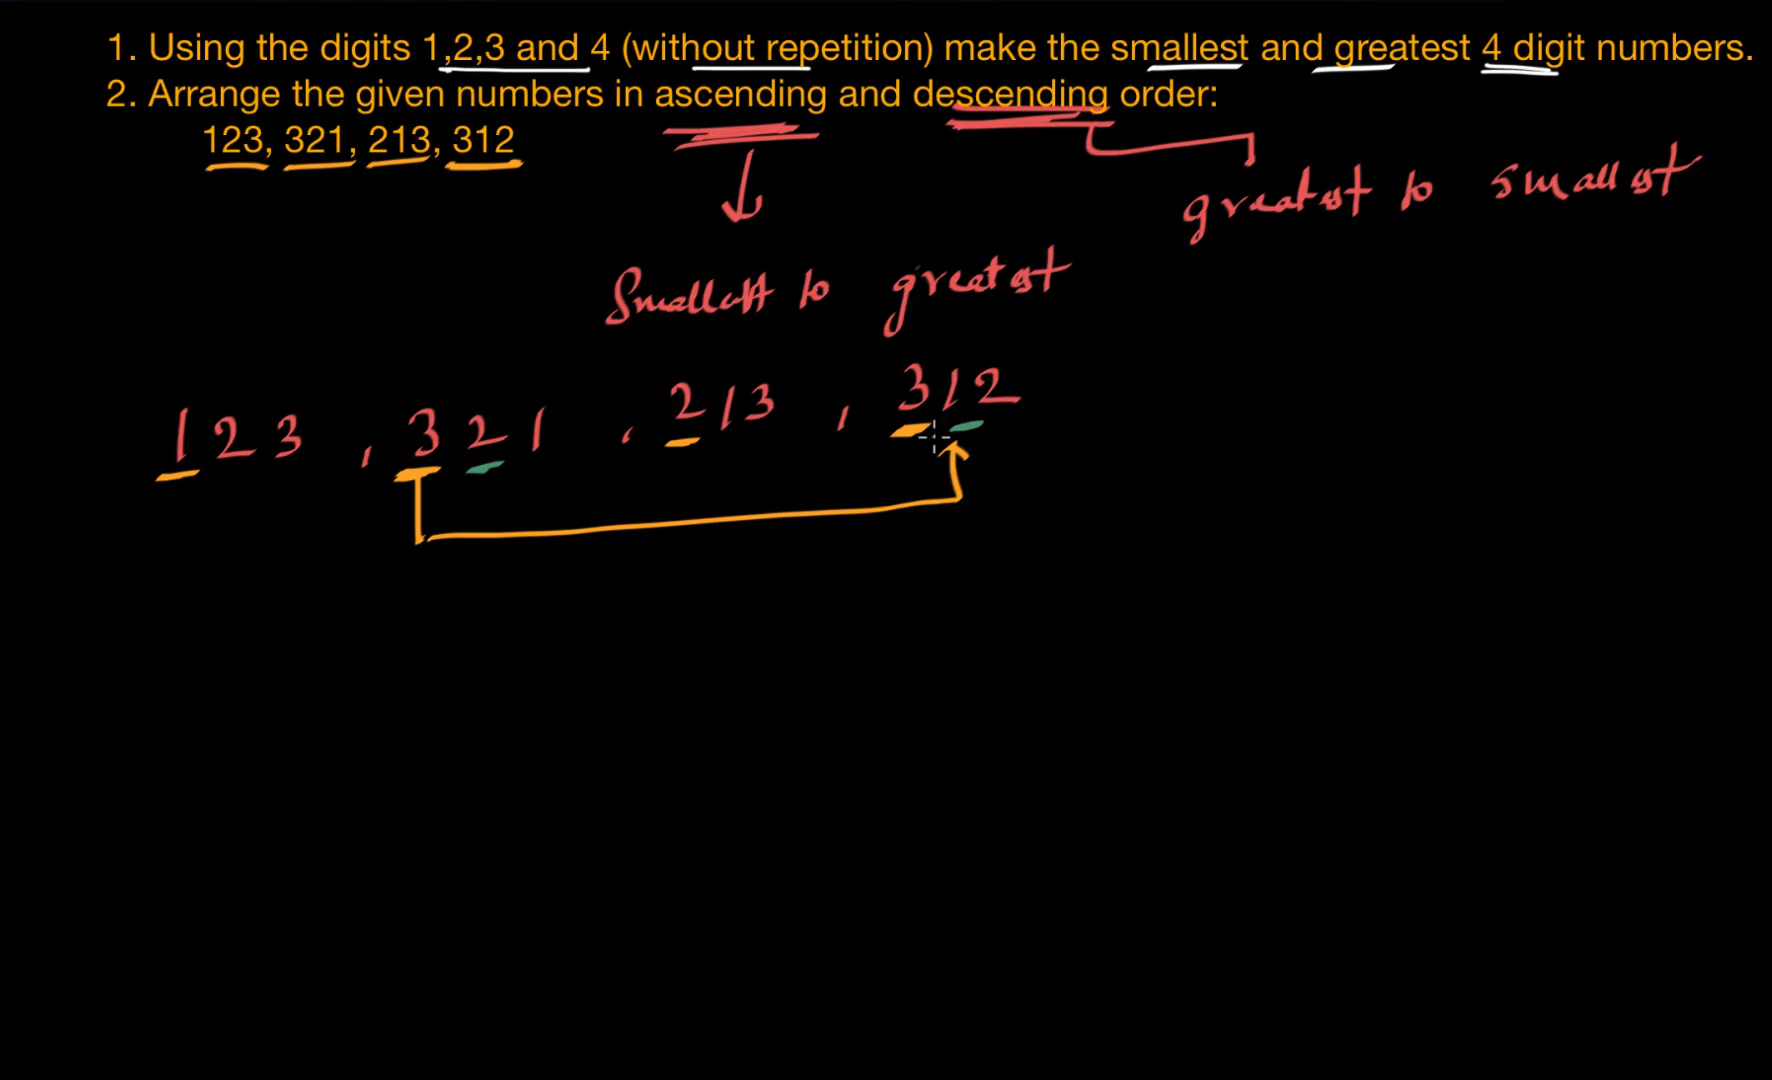 1. Using the digits 1,2,3 and 4 (without repetition) make the smallest and greatest 4 digit numbers.
2. Arrange the given numbers in ascending and descending order:
123, 321, 213, 312
greatest to smallest
Smallest to greatest
123, 321, 213, 312